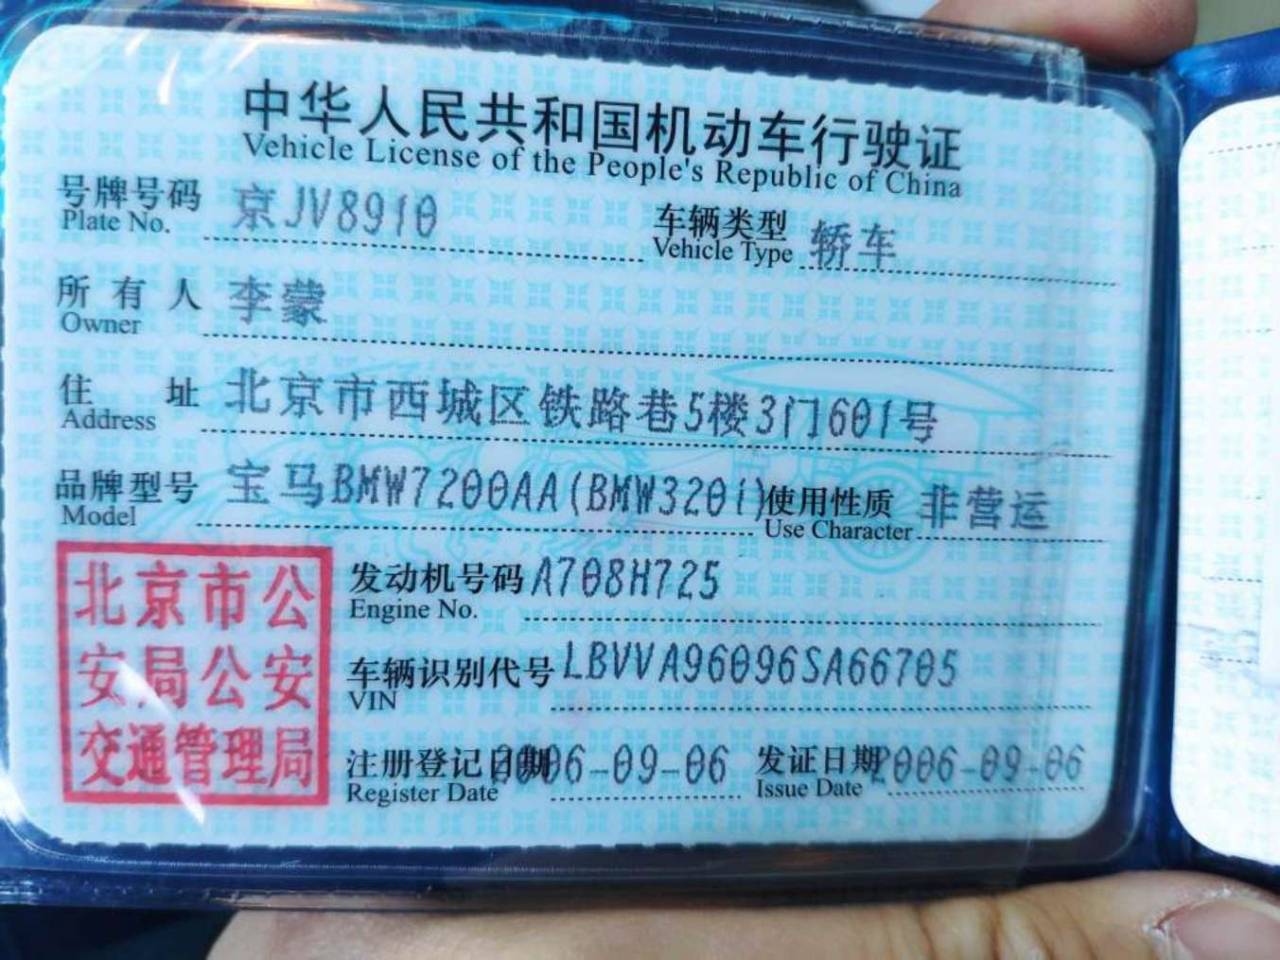 中华人民共和国机动车行驶证
Vehicle License of the People's Republic of China
号牌号码 京JV8910 车辆类型 轿车
Plate No. Vehicle Type
所有人 李蒙
Owner
住址 北京市西城区铁路巷5楼3门601号
Address
品牌型号 宝马BMW7200AA(BMW320i) 使用性质 非营运
Model Use Character
北京市公
安局公安
交通管理局
发动机号码 A708H725
Engine No.
车辆识别代号 LBVVA96096SA66705
VIN
注册登记日期 2006-09-06 发证日期 2006-09-06
Register Date Issue Date